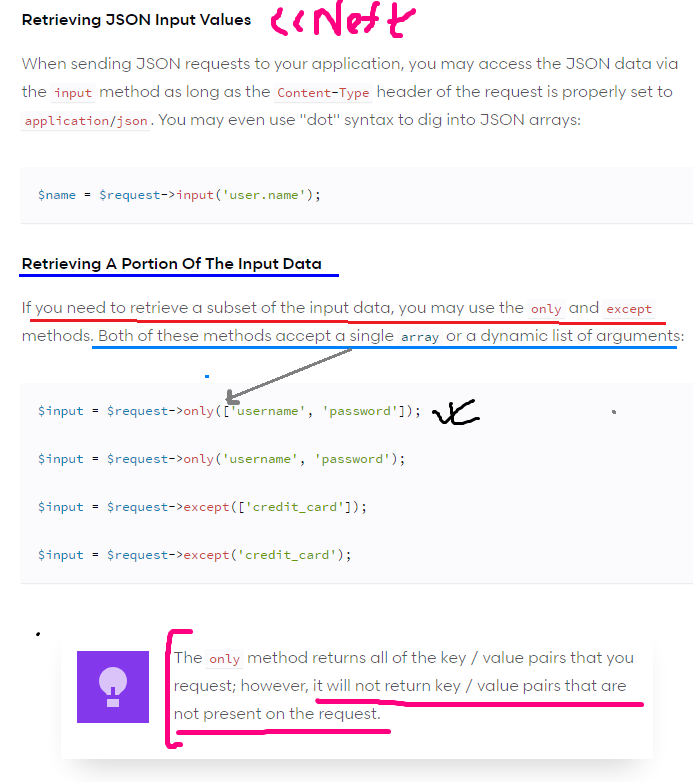 Retrieving JSON Input Values <<Next
When sending JSON requests to your application, you may access the JSON data via
the input method as long as the Content-Type header of the request is properly set to
application/json. You may even use "dot" syntax to dig into JSON arrays:
$name = $request->input('user.name');
Retrieving A Portion Of The Input Data
If you need to retrieve a subset of the input data, you may use the only and except
methods. Both of these methods accept a single array or a dynamic list of arguments:
$input = $request->only(['username', 'password']);
$input = $request->only('username', 'password');
$input = $request->except(['credit_card']);
$input = $request->except('credit_card');
The only method returns all of the key / value pairs that you
request; however, it will not return key / value pairs that are
not present on the request.